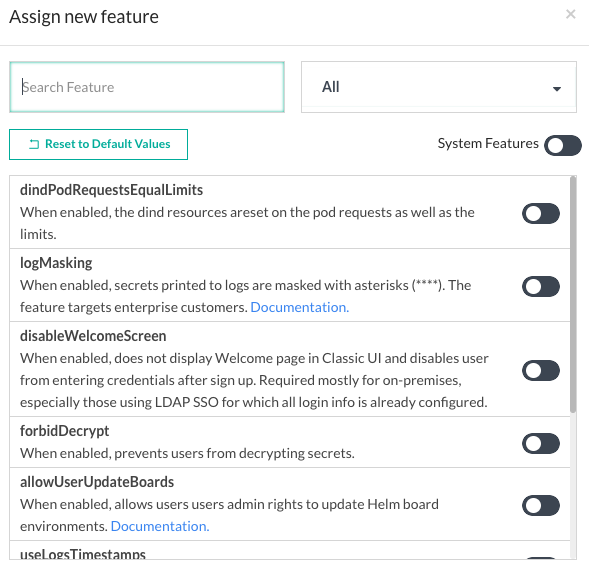 Assign new feature
×
Search Feature
All
Reset to Default Values
System Features
dindPodRequestsEqualLimits
When enabled, the dind resources areset on the pod requests as well as the
limits.
logMasking
When enabled, secrets printed to logs are masked with asterisks (****). The
feature targets enterprise customers. Documentation.
disableWelcomeScreen
When enabled, does not display Welcome page in Classic UI and disables user
from entering credentials after sign up. Required mostly for on-premises,
especially those using LDAP SSO for which all login info is already configured.
forbidDecrypt
When enabled, prevents users from decrypting secrets.
allowUserUpdateBoards
When enabled, allows users users admin rights to update Helm board
environments. Documentation.
useLogsTimestamps